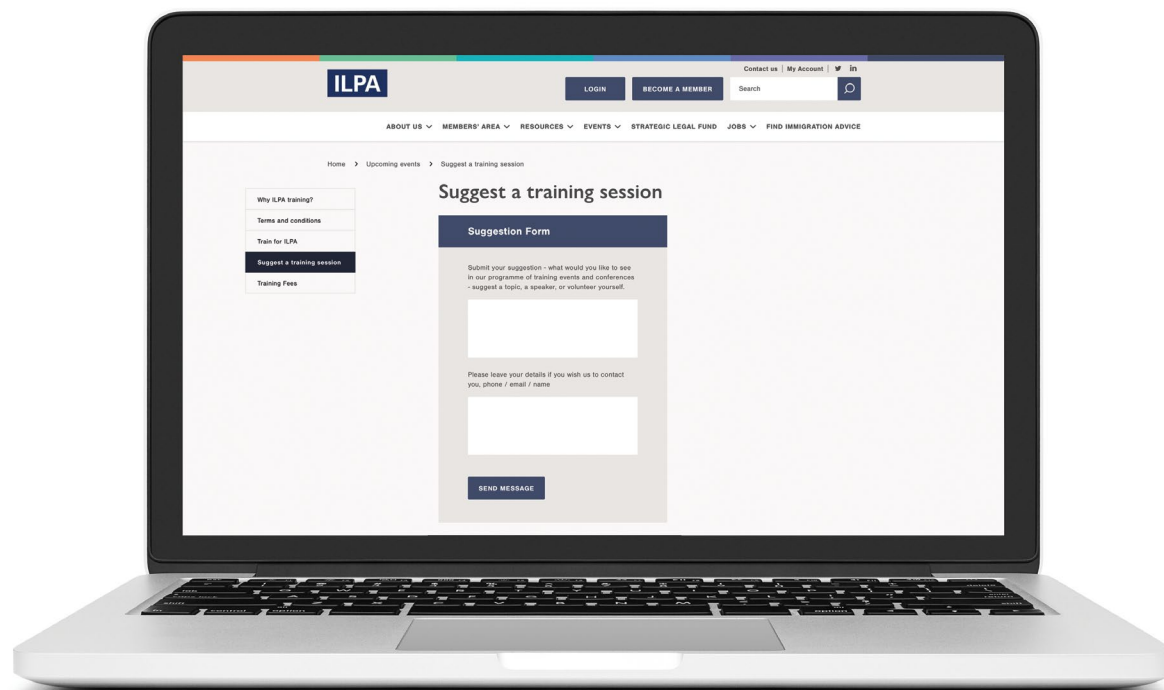 Contact us | My Account
ILPA
LOGIN
BECOME A MEMBER
Search
ABOUT US
MEMBERS' AREA
RESOURCES
EVENTS
STRATEGIC LEGAL FUND
JOBS
FIND IMMIGRATION ADVICE
Home > Upcoming events > Suggest a training session
Why ILPA training?
Terms and conditions
Train for ILPA
Suggest a training session
Training Fees
Suggest a training session
Suggestion Form
Submit your suggestion - what would you like to see
in our programme of training events and conferences
- suggest a topic, a speaker, or volunteer yourself.
Please leave your details if you wish us to contact
you, phone / email / name
SEND MESSAGE
control
option
option